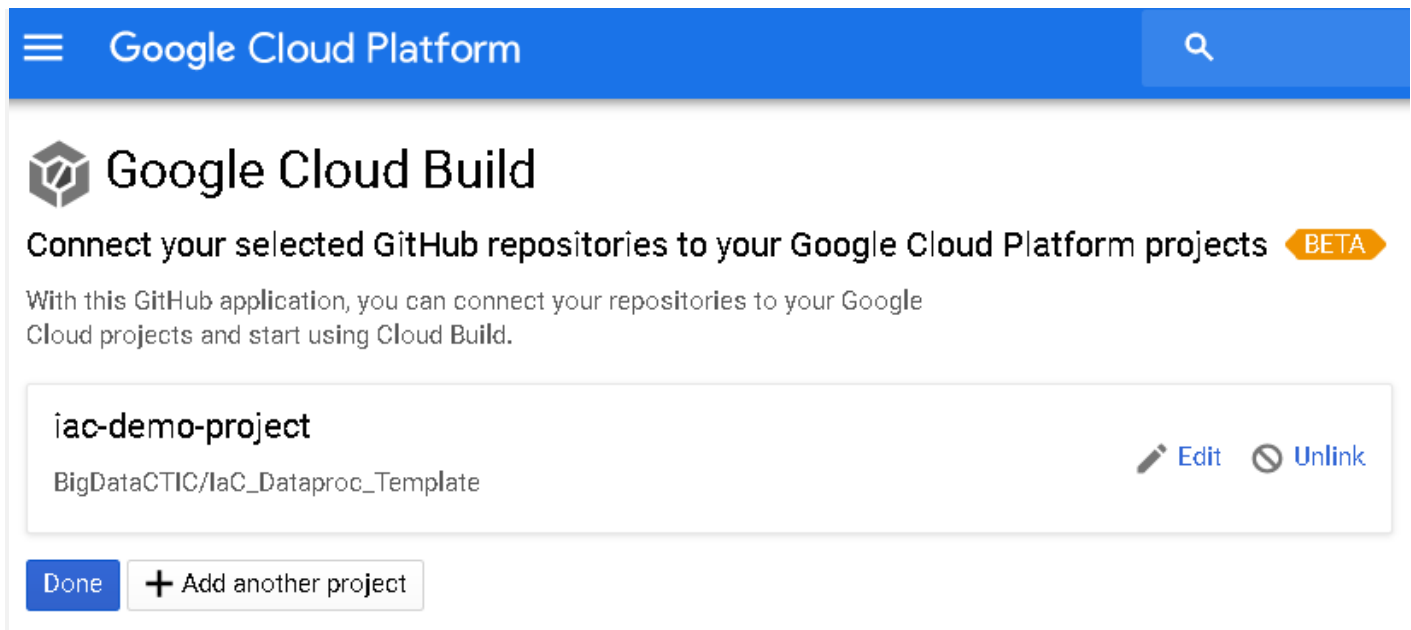 Google Cloud Platform
Google Cloud Build
Connect your selected GitHub repositories to your Google Cloud Platform projects BETA
With this GitHub application, you can connect your repositories to your Google
Cloud projects and start using Cloud Build.
iac-demo-project
BigDataCTIC/IaC_Dataproc_Template
Edit Unlink
Done + Add another project